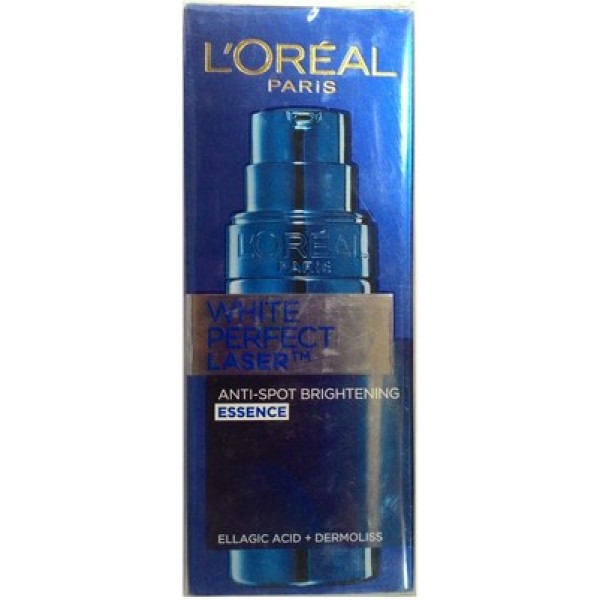 L'ORÉAL
PARIS
L'ORÉAL
PARIS
WHITE
PERFECT
LASER™
ANTI-SPOT BRIGHTENING
ESSENCE
ELLAGIC ACID + DERMOLISS